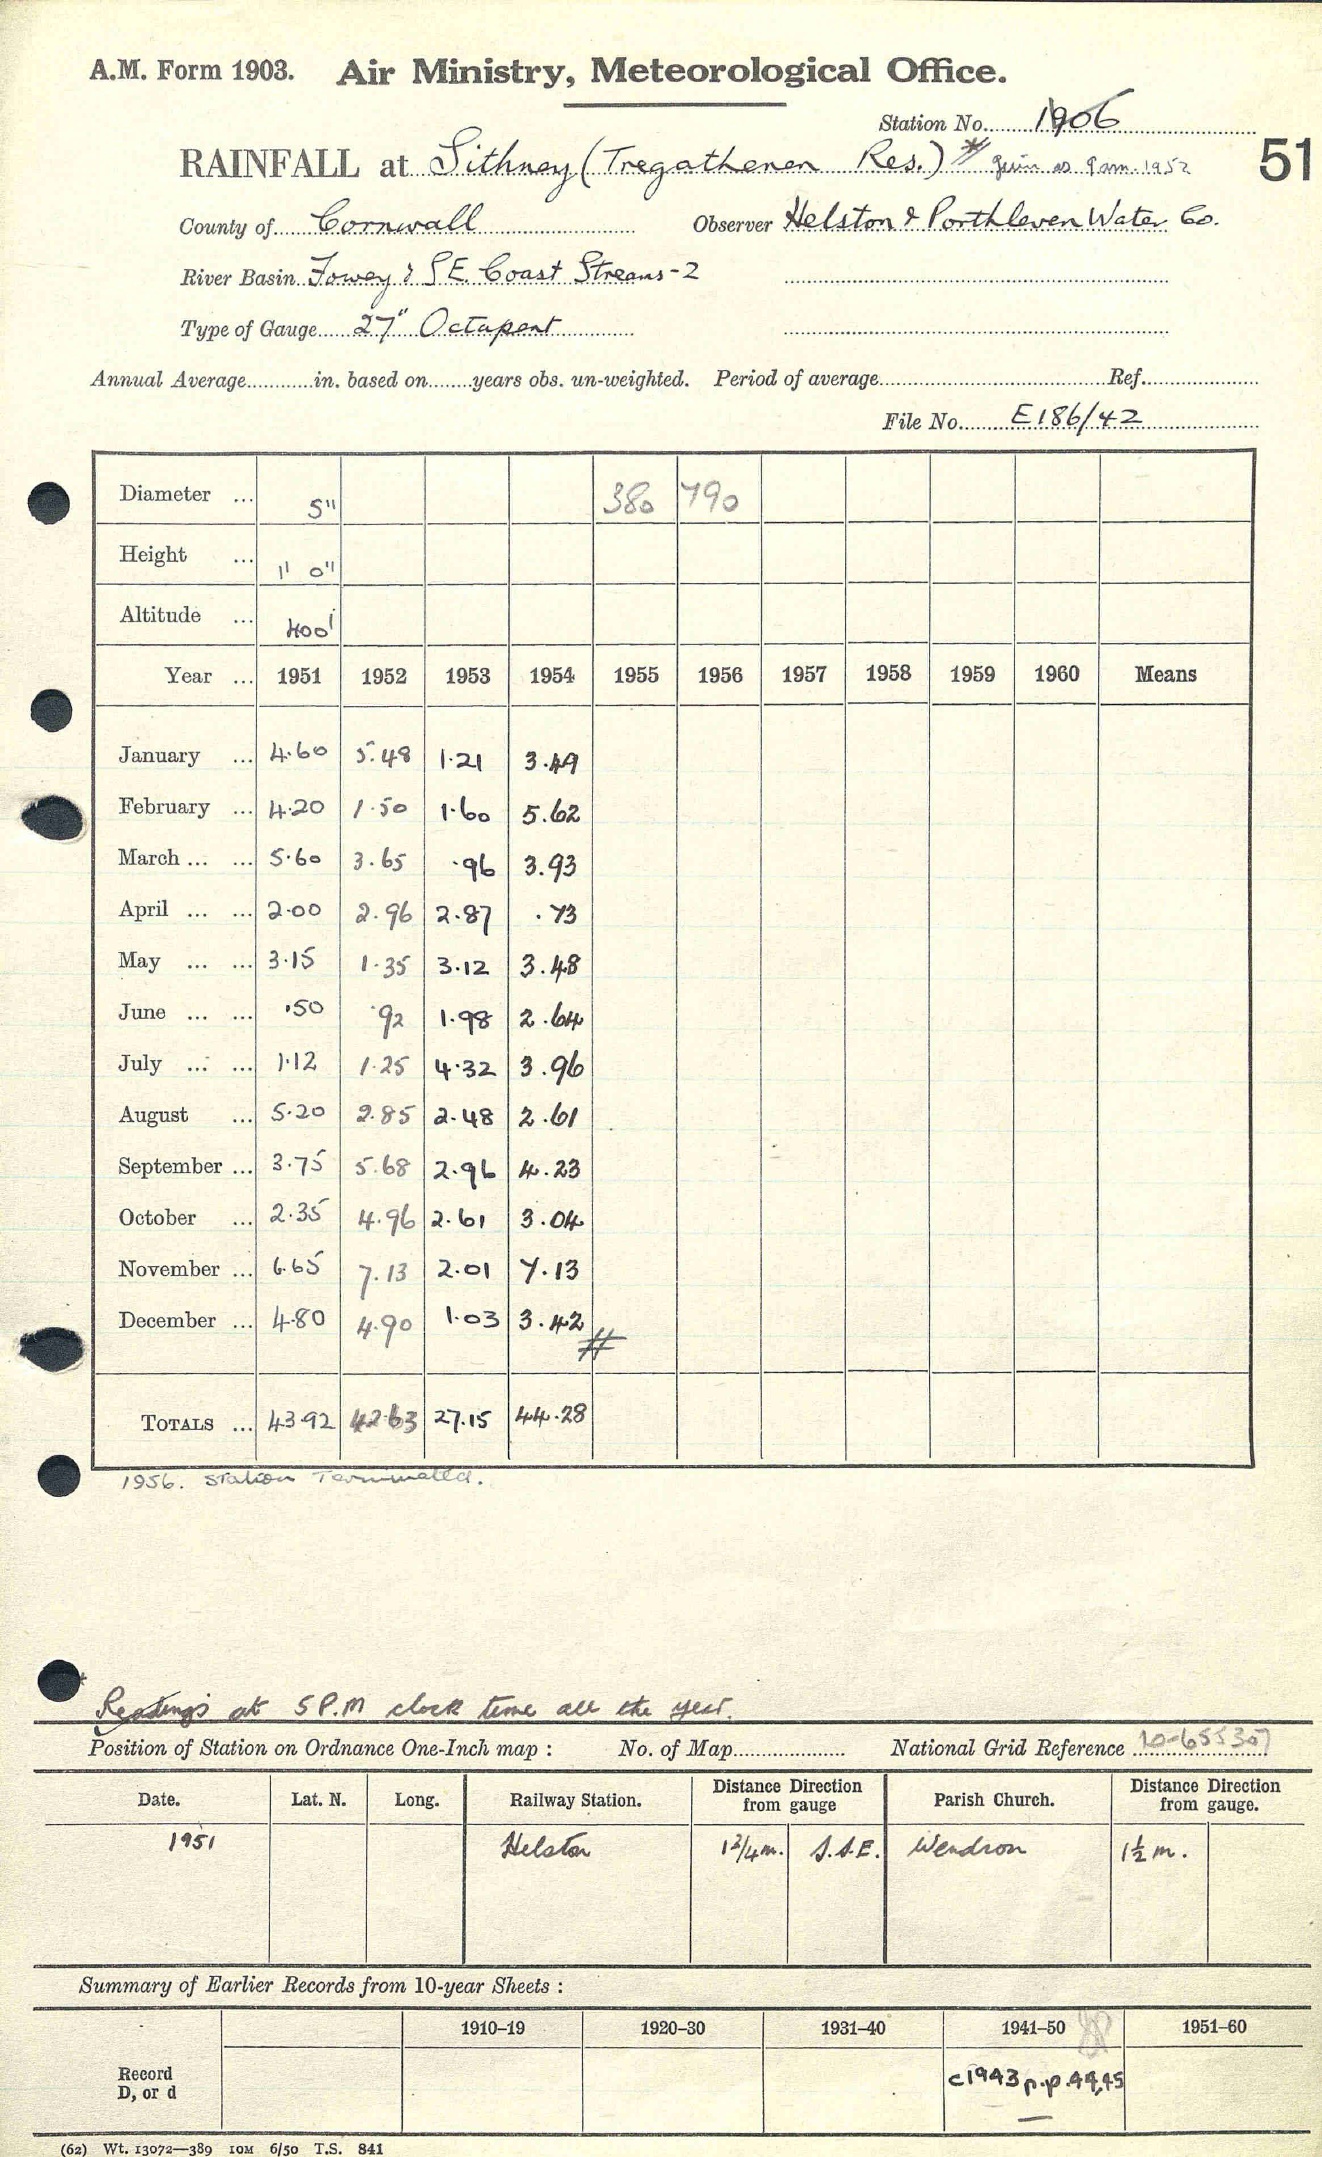 A.M. Form 1903. Air Ministry, Meteorological Office.
Station No. 1906
RAINFALL at Sithney (Tregathenen Res.) * 9 am. 1952
51
County of Cornwall Observer Helston & Porthleven Water Co.
River Basin Fowey & S.E. Coast Streams-2
Type of Gauge 27" Octapent
Annual Average............in. based on........years obs. un-weighted. Period of average............Ref............
File No. E186/42
Diameter ... 5" 380 790
Height ... 1' 0"
Altitude ... 400'
Year ... 1951 1952 1953 1954 1955 1956 1957 1958 1959 1960 Means
January ... 4.60 5.48 1.21 3.49
February ... 4.20 1.50 1.60 5.62
March ... ... 5.60 3.65 .96 3.93
April ... ... 2.00 2.96 2.87 .73
May ... ... 3.15 1.35 3.12 3.48
June ... ... .50 .92 1.98 2.64
July ... ... 1.12 1.25 4.32 3.96
August ... 5.20 2.85 2.48 2.61
September ... 3.75 5.68 2.96 4.23
October ... 2.35 4.96 2.61 3.04
November ... 6.65 7.13 2.01 7.13
December ... 4.80 4.90 1.03 3.42
TOTALS ... 43.92 42.63 27.15 44.28
1956. Station Terminated.
* Readings at 5 P.M clock time all the year.
Position of Station on Ordnance One-Inch map : No. of Map............ National Grid Reference 10-655307
Date. Lat. N. Long. Railway Station. Distance Direction from gauge Parish Church. Distance Direction from gauge.
1951 Helston 1 3/4 m. S.S.E. Wendron 1 1/2 m.
Summary of Earlier Records from 10-year Sheets :
1910–19 1920–30 1931–40 1941–50 1951–60
Record D, or d c1943 p.p. 44,45
(62) Wt. 13072—389 10M 6/50 T.S. 841